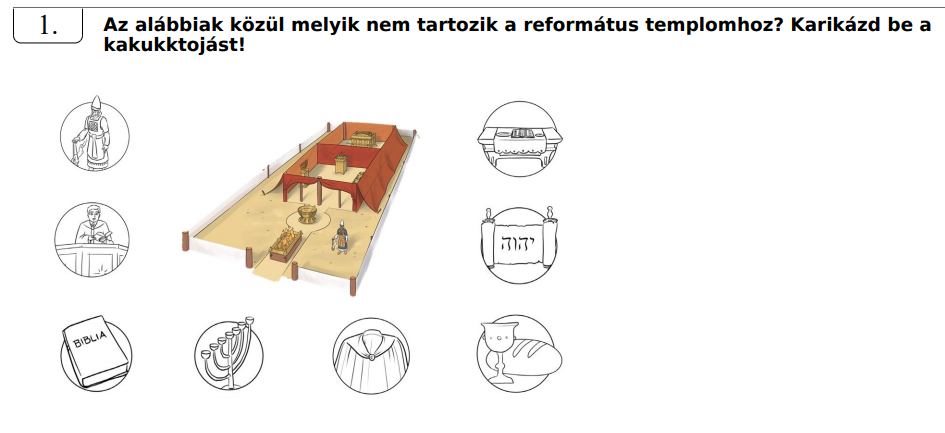 1.
Az alábbiak közül melyik nem tartozik a református templomhoz? Karikázd be a
kakukktojást!
יהוה
BIBLIA